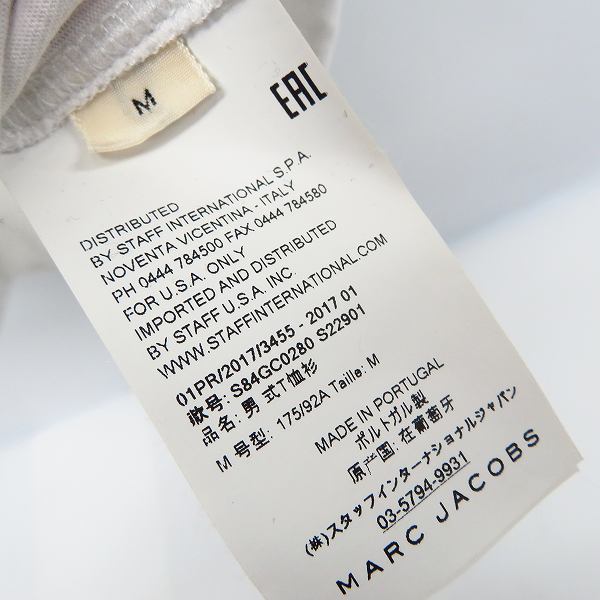 M
EAC
DISTRIBUTED
BY STAFF INTERNATIONAL S.P.A.
NOVENTA VICENTINA - ITALY
PH 0444 784500 FAX 0444 784580
FOR U.S.A. ONLY
IMPORTED AND DISTRIBUTED
BY STAFF U.S.A. INC.
WWW.STAFFINTERNATIONAL.COM
01PR/2017/3455 - 2017 01
款号: S84GC0280 S22901
品名: 男 式T恤衫
M 号型: 175/92A Taille: M
MADE IN PORTUGAL
ポルトガル製
原产国: 在葡萄牙
(株)スタッフインターナショナルジャパン
03-5794-9931
MARC JACOBS